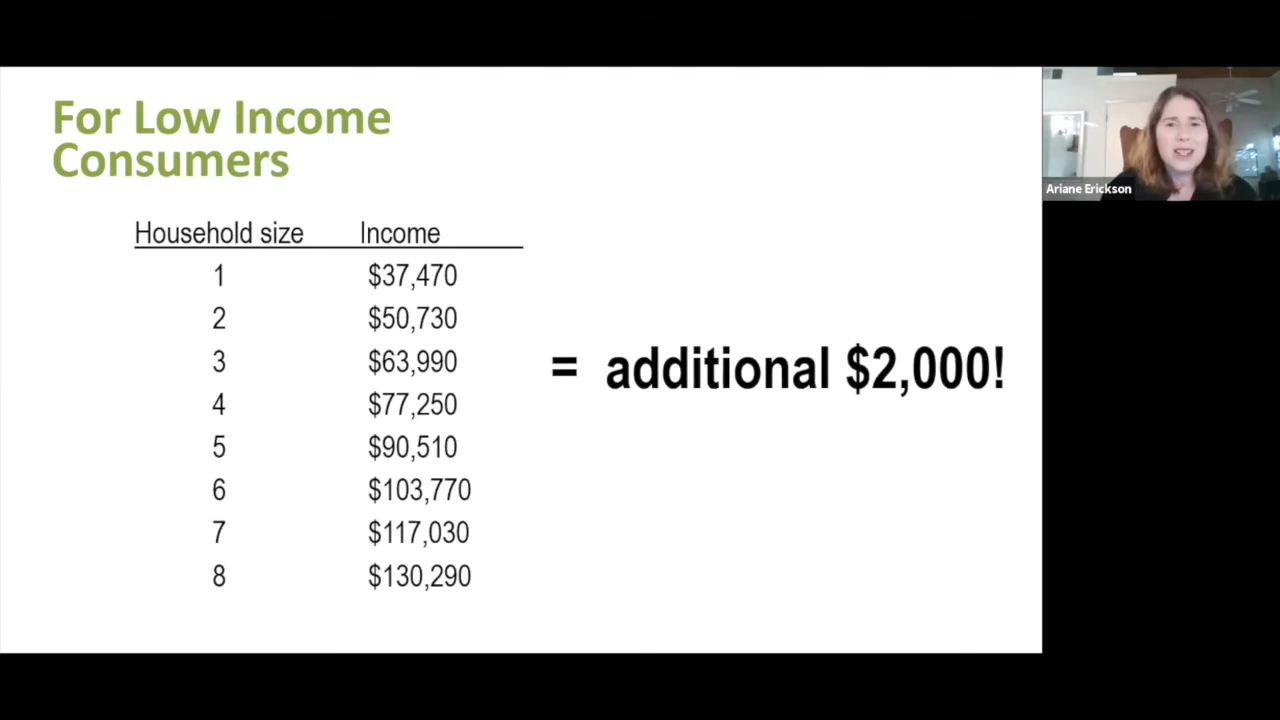 For Low Income
Consumers
Household size Income
1 $37,470
2 $50,730
3 $63,990
4 $77,250
5 $90,510
6 $103,770
7 $117,030
8 $130,290
= additional $2,000!
Ariane Erickson